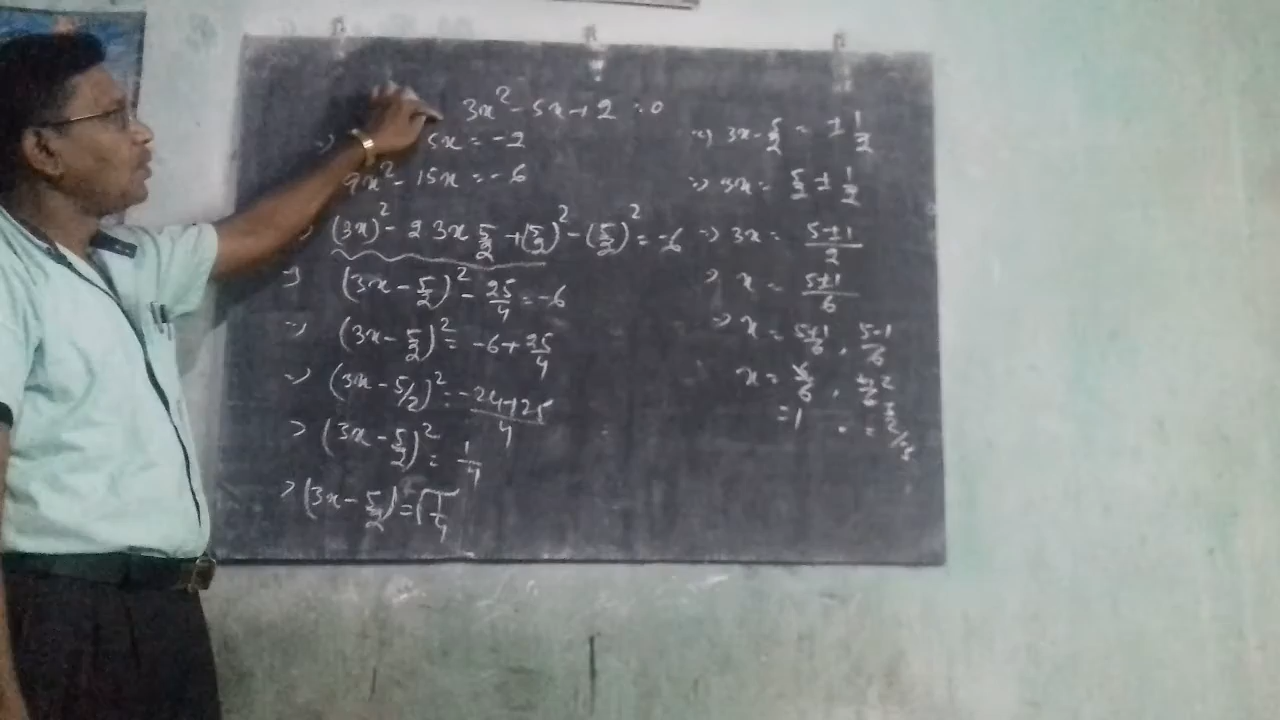 3x² - 5x + 2 = 0
=> 5x = -2
9x² - 15x = -6
=> (3x)² - 2 3x 5/2 + (5/2)² - (5/2)² = -6
=> (3x - 5/2)² - 25/4 = -6
=> (3x - 5/2)² = -6 + 25/4
=> (3x - 5/2)² = -24+25/4
=> (3x - 5/2)² = 1/4
=> (3x - 5/2) = √1/4
=> 3x - 5/2 = ± 1/2
=> 3x = 5/2 ± 1/2
=> 3x = 5±1/2
=> x = 5±1/6
=> x = 5+1/6 , 5-1/6
x = 6/6 , 4/6
= 1 , = 2/3